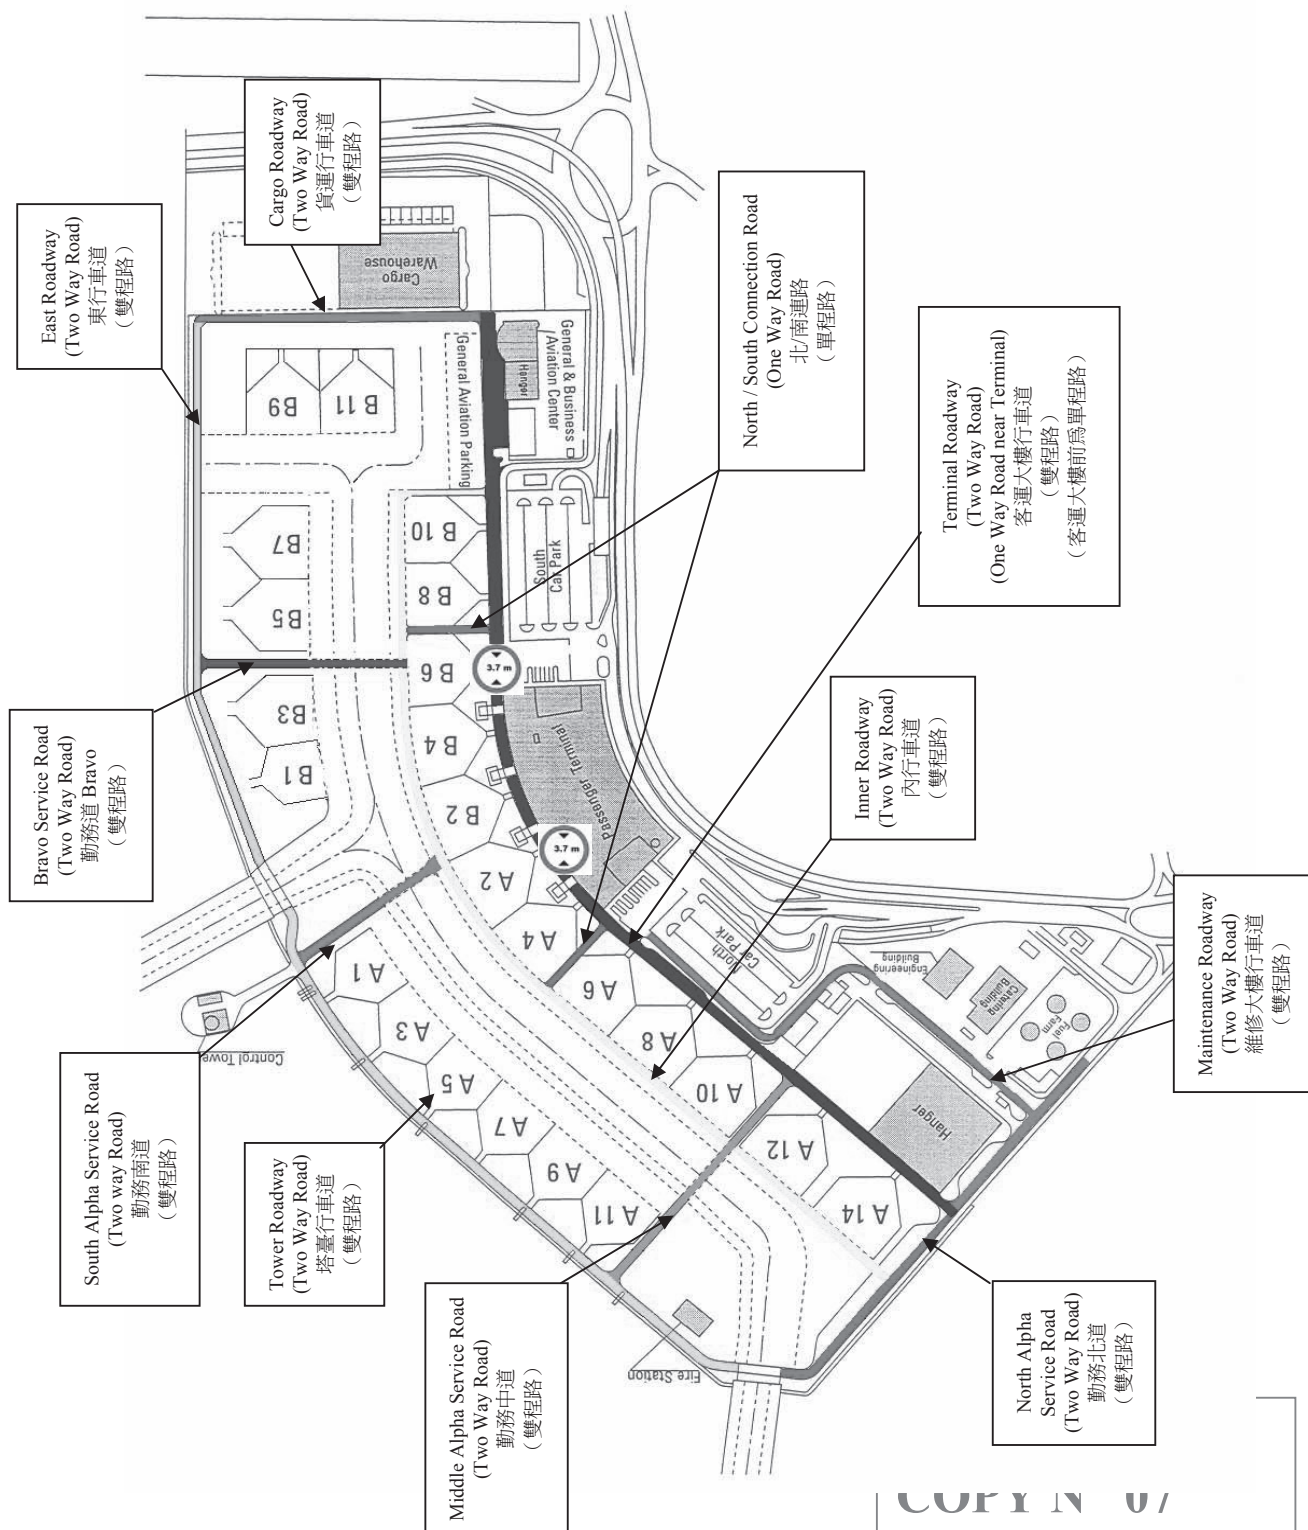 East Roadway
(Two Way Road)
東行車道
（雙程路）
Cargo Roadway
(Two Way Road)
貨運行車道
（雙程路）
North / South Connection Road
(One Way Road)
北/南連路
（單程路）
Terminal Roadway
(Two Way Road)
(One Way Road near Terminal)
客運大樓行車道
（雙程路）
（客運大樓前爲單程路）
Bravo Service Road
(Two Way Road)
勤務道 Bravo
（雙程路）
Inner Roadway
(Two Way Road)
內行車道
（雙程路）
Maintenance Roadway
(Two Way Road)
維修大樓行車道
（雙程路）
South Alpha Service Road
(Two way Road)
勤務南道
（雙程路）
Tower Roadway
(Two Way Road)
塔臺行車道
（雙程路）
Middle Alpha Service Road
(Two Way Road)
勤務中道
（雙程路）
North Alpha
Service Road
(Two Way Road)
勤務北道
（雙程路）
Cargo
Warehouse
General & Business
/Aviation Center
Hanger
General Aviation Parking
B9
B11
B7
B5
B3
B1
B10
B8
B6
B4
B2
South
Car Park
3.7 m
Passenger Terminal
3.7 m
A2
A4
A6
A8
A10
A12
A14
A1
A3
A5
A7
A9
A11
North
Car Park
Engineering
Building
Catering
Building
Fuel
Farm
Hanger
Control Towe
Fire Station
COPY N 07